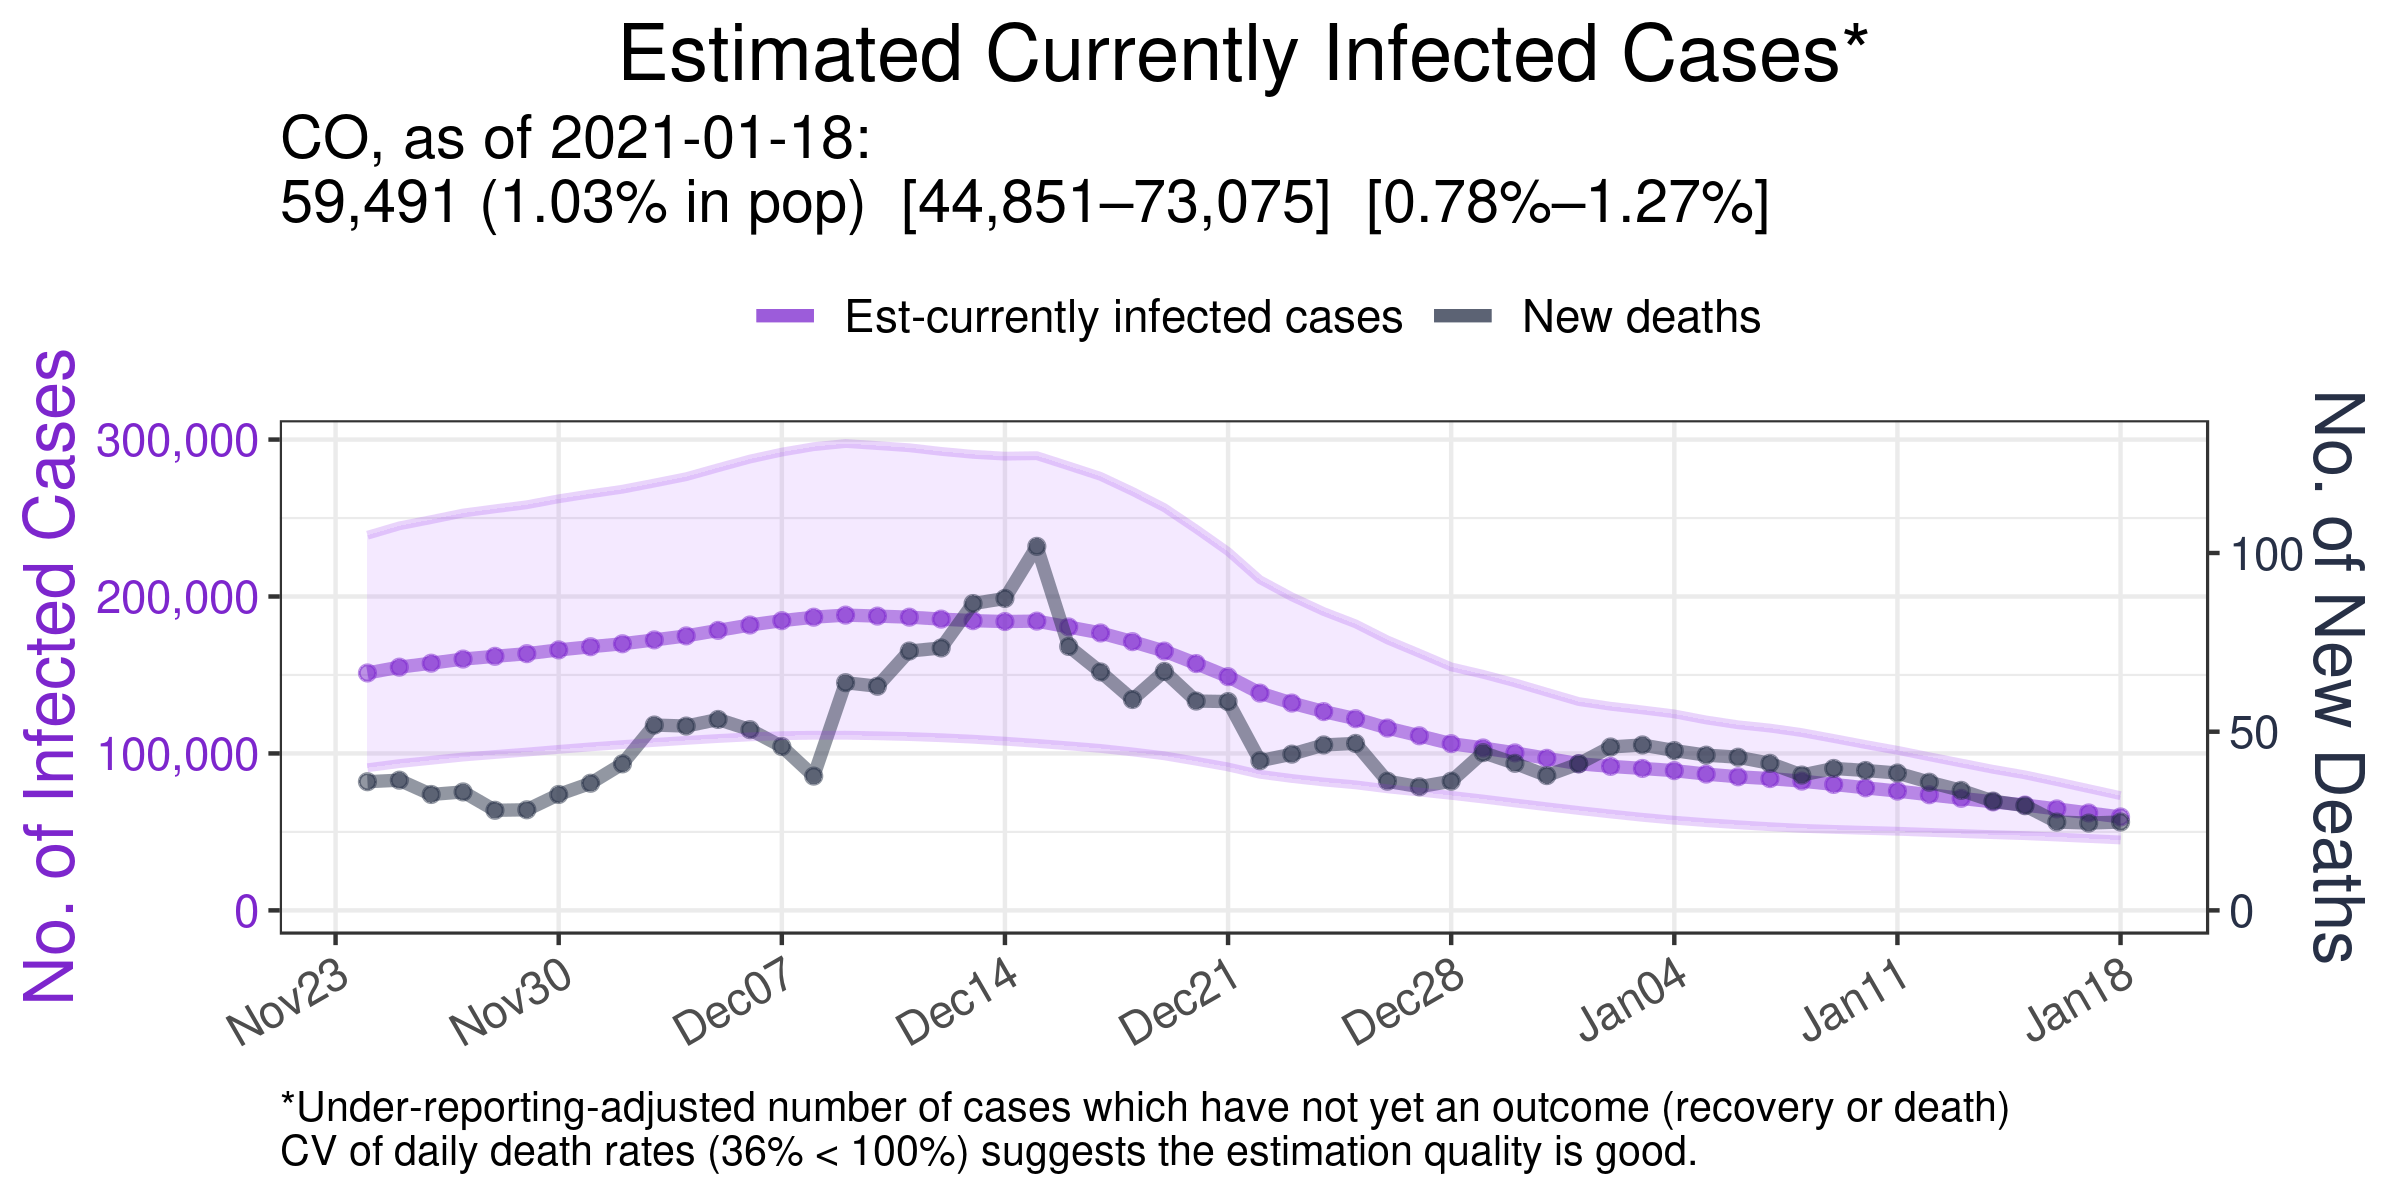 Estimated Currently Infected Cases*
CO, as of 2021-01-18:
59,491 (1.03% in pop)  [44,851–73,075]  [0.78%–1.27%]
Est-currently infected cases
New deaths
No. of Infected Cases
300,000
200,000
100,000
0
No. of New Deaths
100
50
0
Nov23
Nov30
Dec07
Dec14
Dec21
Dec28
Jan04
Jan11
Jan18
*Under-reporting-adjusted number of cases which have not yet an outcome (recovery or death)
CV of daily death rates (36% < 100%) suggests the estimation quality is good.